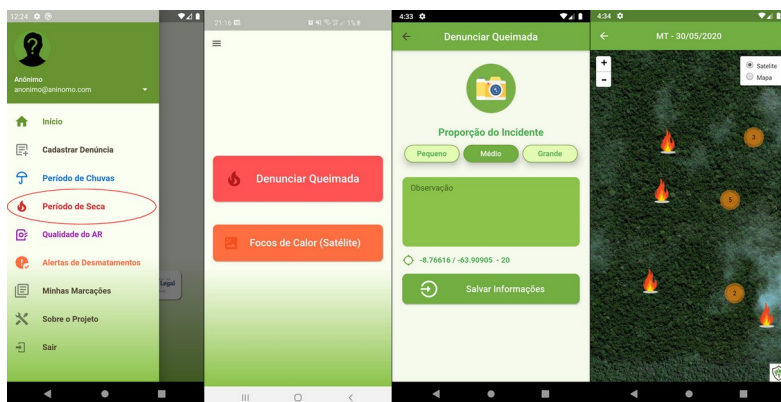 12:24
Anônimo
anonimo@aninomo.com
Início
Cadastrar Denúncia
Período de Chuvas
Período de Seca
Qualidade do AR
Alertas de Desmatamentos
Minhas Marcações
Sobre o Projeto
Sair
Legal
21:16
Denunciar Queimada
Focos de Calor (Satélite)
4:33
Denunciar Queimada
Proporção do Incidente
Pequeno Médio Grande
Observação
-8.76616 / -63.90905 - 20
Salvar Informações
4:34
MT - 30/05/2020
+
-
Satelite
Mapa
3
5
2